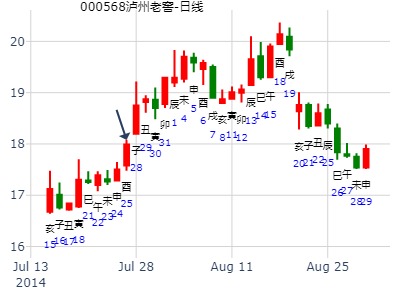 000568泸州老窖-日线
20
19
18
17
16
亥
15
子
16
丑
17
寅
18
巳
21
午
22
未
23
申
24
酉
25
子
28
丑
29
寅
30
卯
31
辰
1
未
4
申
5
酉
6
戌
7
亥
8
寅
11
卯
12
辰
13
巳
14
午
15
酉
18
戌
19
亥
20
子
21
丑
22
辰
25
巳
26
午
27
未
28
申
29
Jul 13
2014
Jul 28
Aug 11
Aug 25